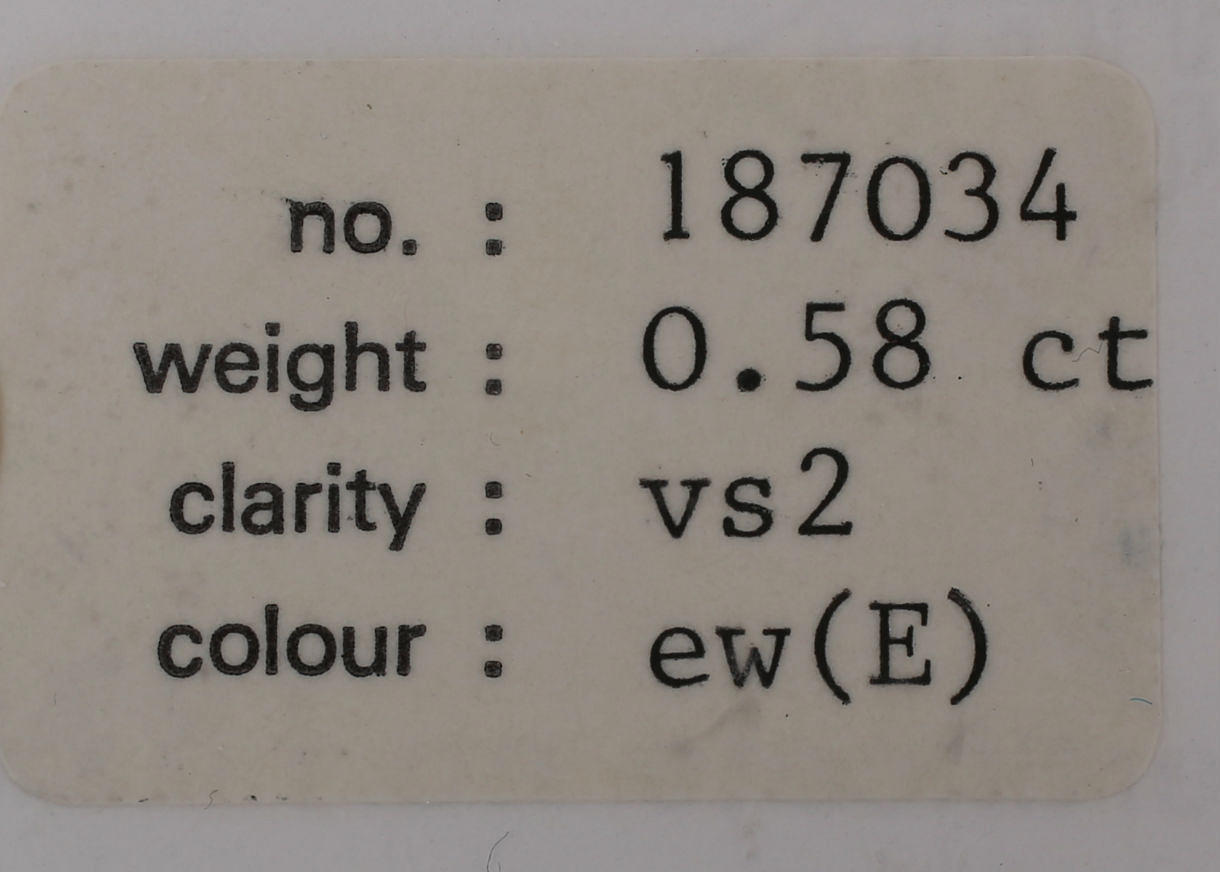 no. : 187034
weight : 0.58 ct
clarity : vs2
colour : ew(E)